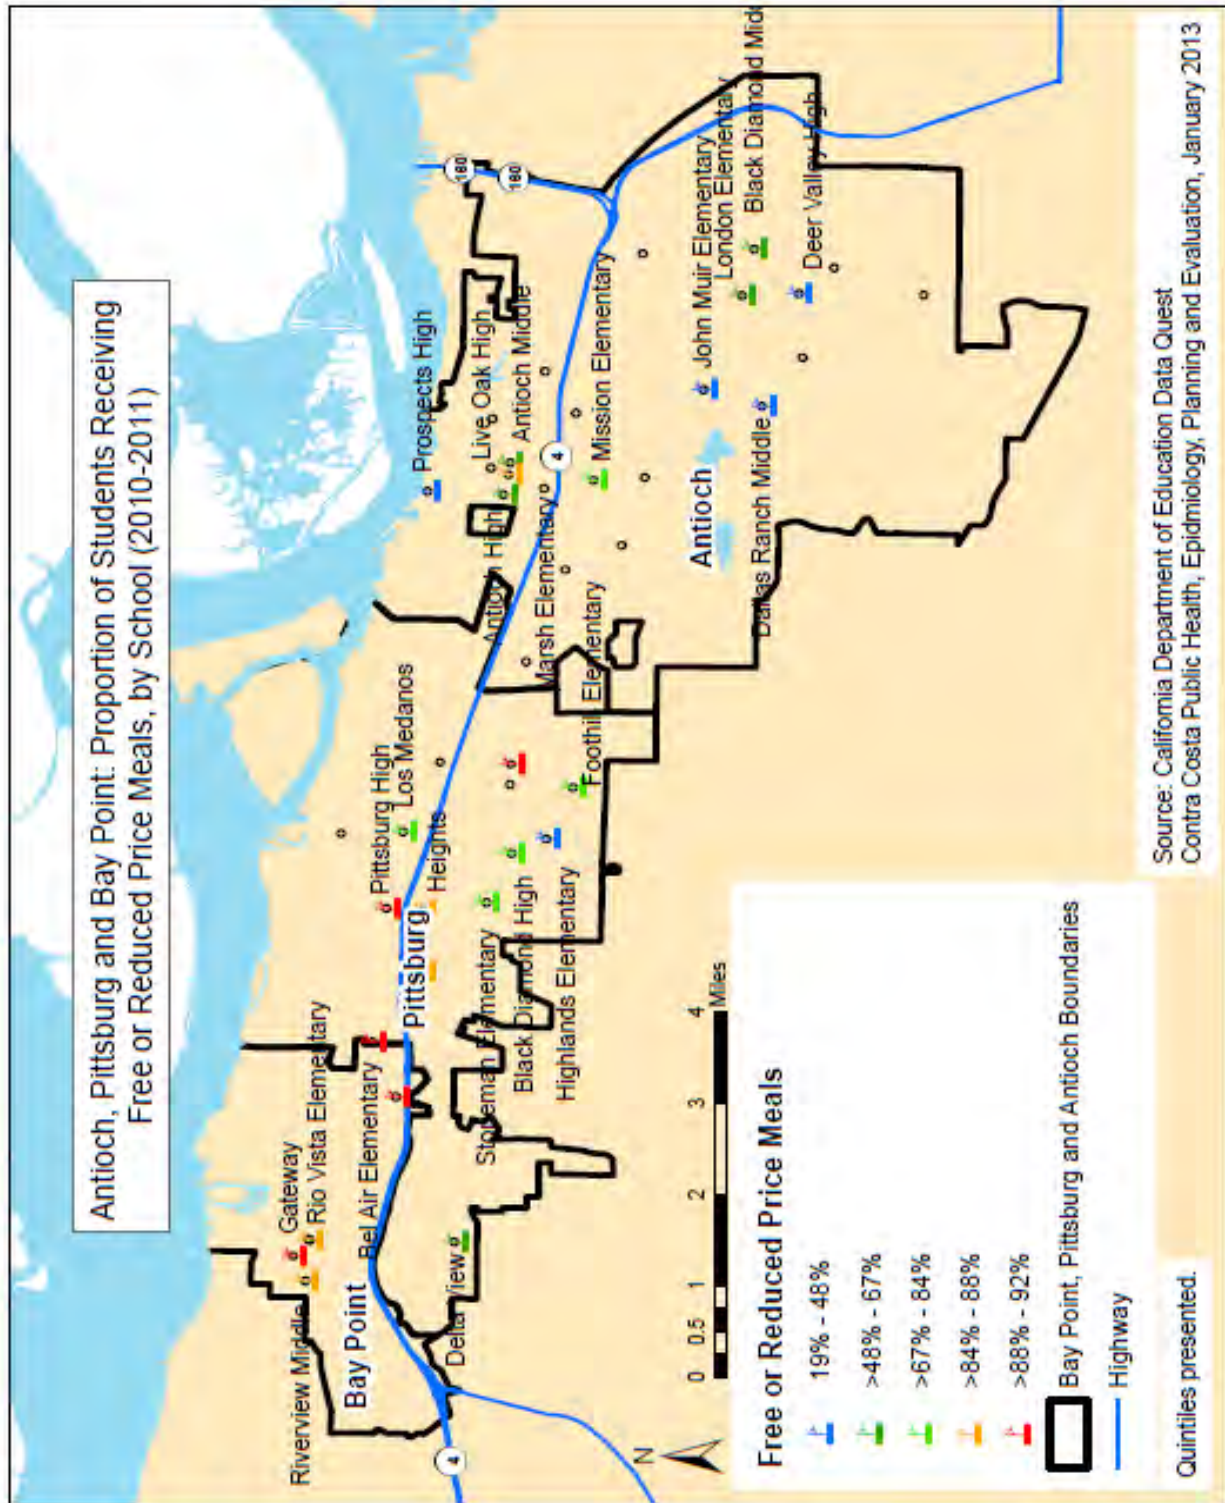 Antioch, Pittsburg and Bay Point: Proportion of Students Receiving
Free or Reduced Price Meals, by School (2010-2011)
Gateway
Rio Vista Elementary
Riverview Middle
Bay Point
Bel Air Elementary
Delta View
4
Pittsburg High
Los Medanos
Heights
Pittsburg
Stoneman Elementary
Black Diamond High
Highlands Elementary
Foothill Elementary
Marsh Elementary
Antioch High
Prospects High
Live Oak High
Antioch Middle
160
160
4
Mission Elementary
Antioch
Dallas Ranch Middle
John Muir Elementary
London Elementary
Black Diamond Midd
Deer Valley High
N
0 0.5 1 2 3 4
Miles
Free or Reduced Price Meals
19% - 48%
>48% - 67%
>67% - 84%
>84% - 88%
>88% - 92%
Bay Point, Pittsburg and Antioch Boundaries
Highway
Quintiles presented.
Source: California Department of Education Data Quest
Contra Costa Public Health, Epidmiology, Planning and Evaluation, January 2013